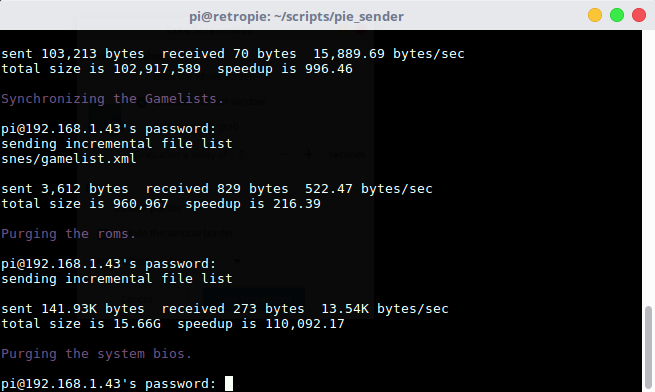 pi@retropie: ~/scripts/pie_sender
sent 103,213 bytes  received 70 bytes  15,889.69 bytes/sec
total size is 102,917,589  speedup is 996.46
Synchronizing the Gamelists.
pi@192.168.1.43's password:
sending incremental file list
snes/gamelist.xml
sent 3,612 bytes  received 829 bytes  522.47 bytes/sec
total size is 960,967  speedup is 216.39
Purging the roms.
pi@192.168.1.43's password:
sending incremental file list
sent 141.93K bytes  received 273 bytes  13.54K bytes/sec
total size is 15.66G  speedup is 110,092.17
Purging the system bios.
pi@192.168.1.43's password: